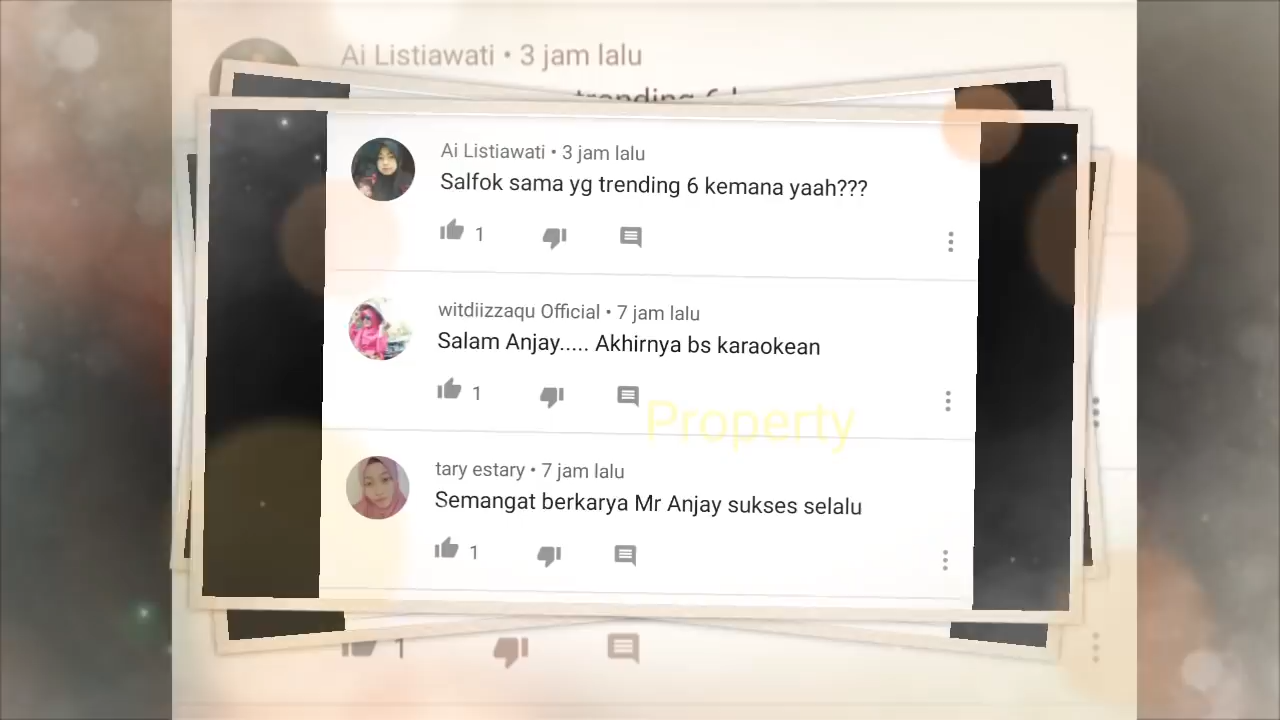 Ai Listiawati • 3 jam lalu
Ai Listiawati • 3 jam lalu
Salfok sama yg trending 6 kemana yaah???
1
witdiizzaqu Official • 7 jam lalu
Salam Anjay..... Akhirnya bs karaokean
1
Property
tary estary • 7 jam lalu
Semangat berkarya Mr Anjay sukses selalu
1
1